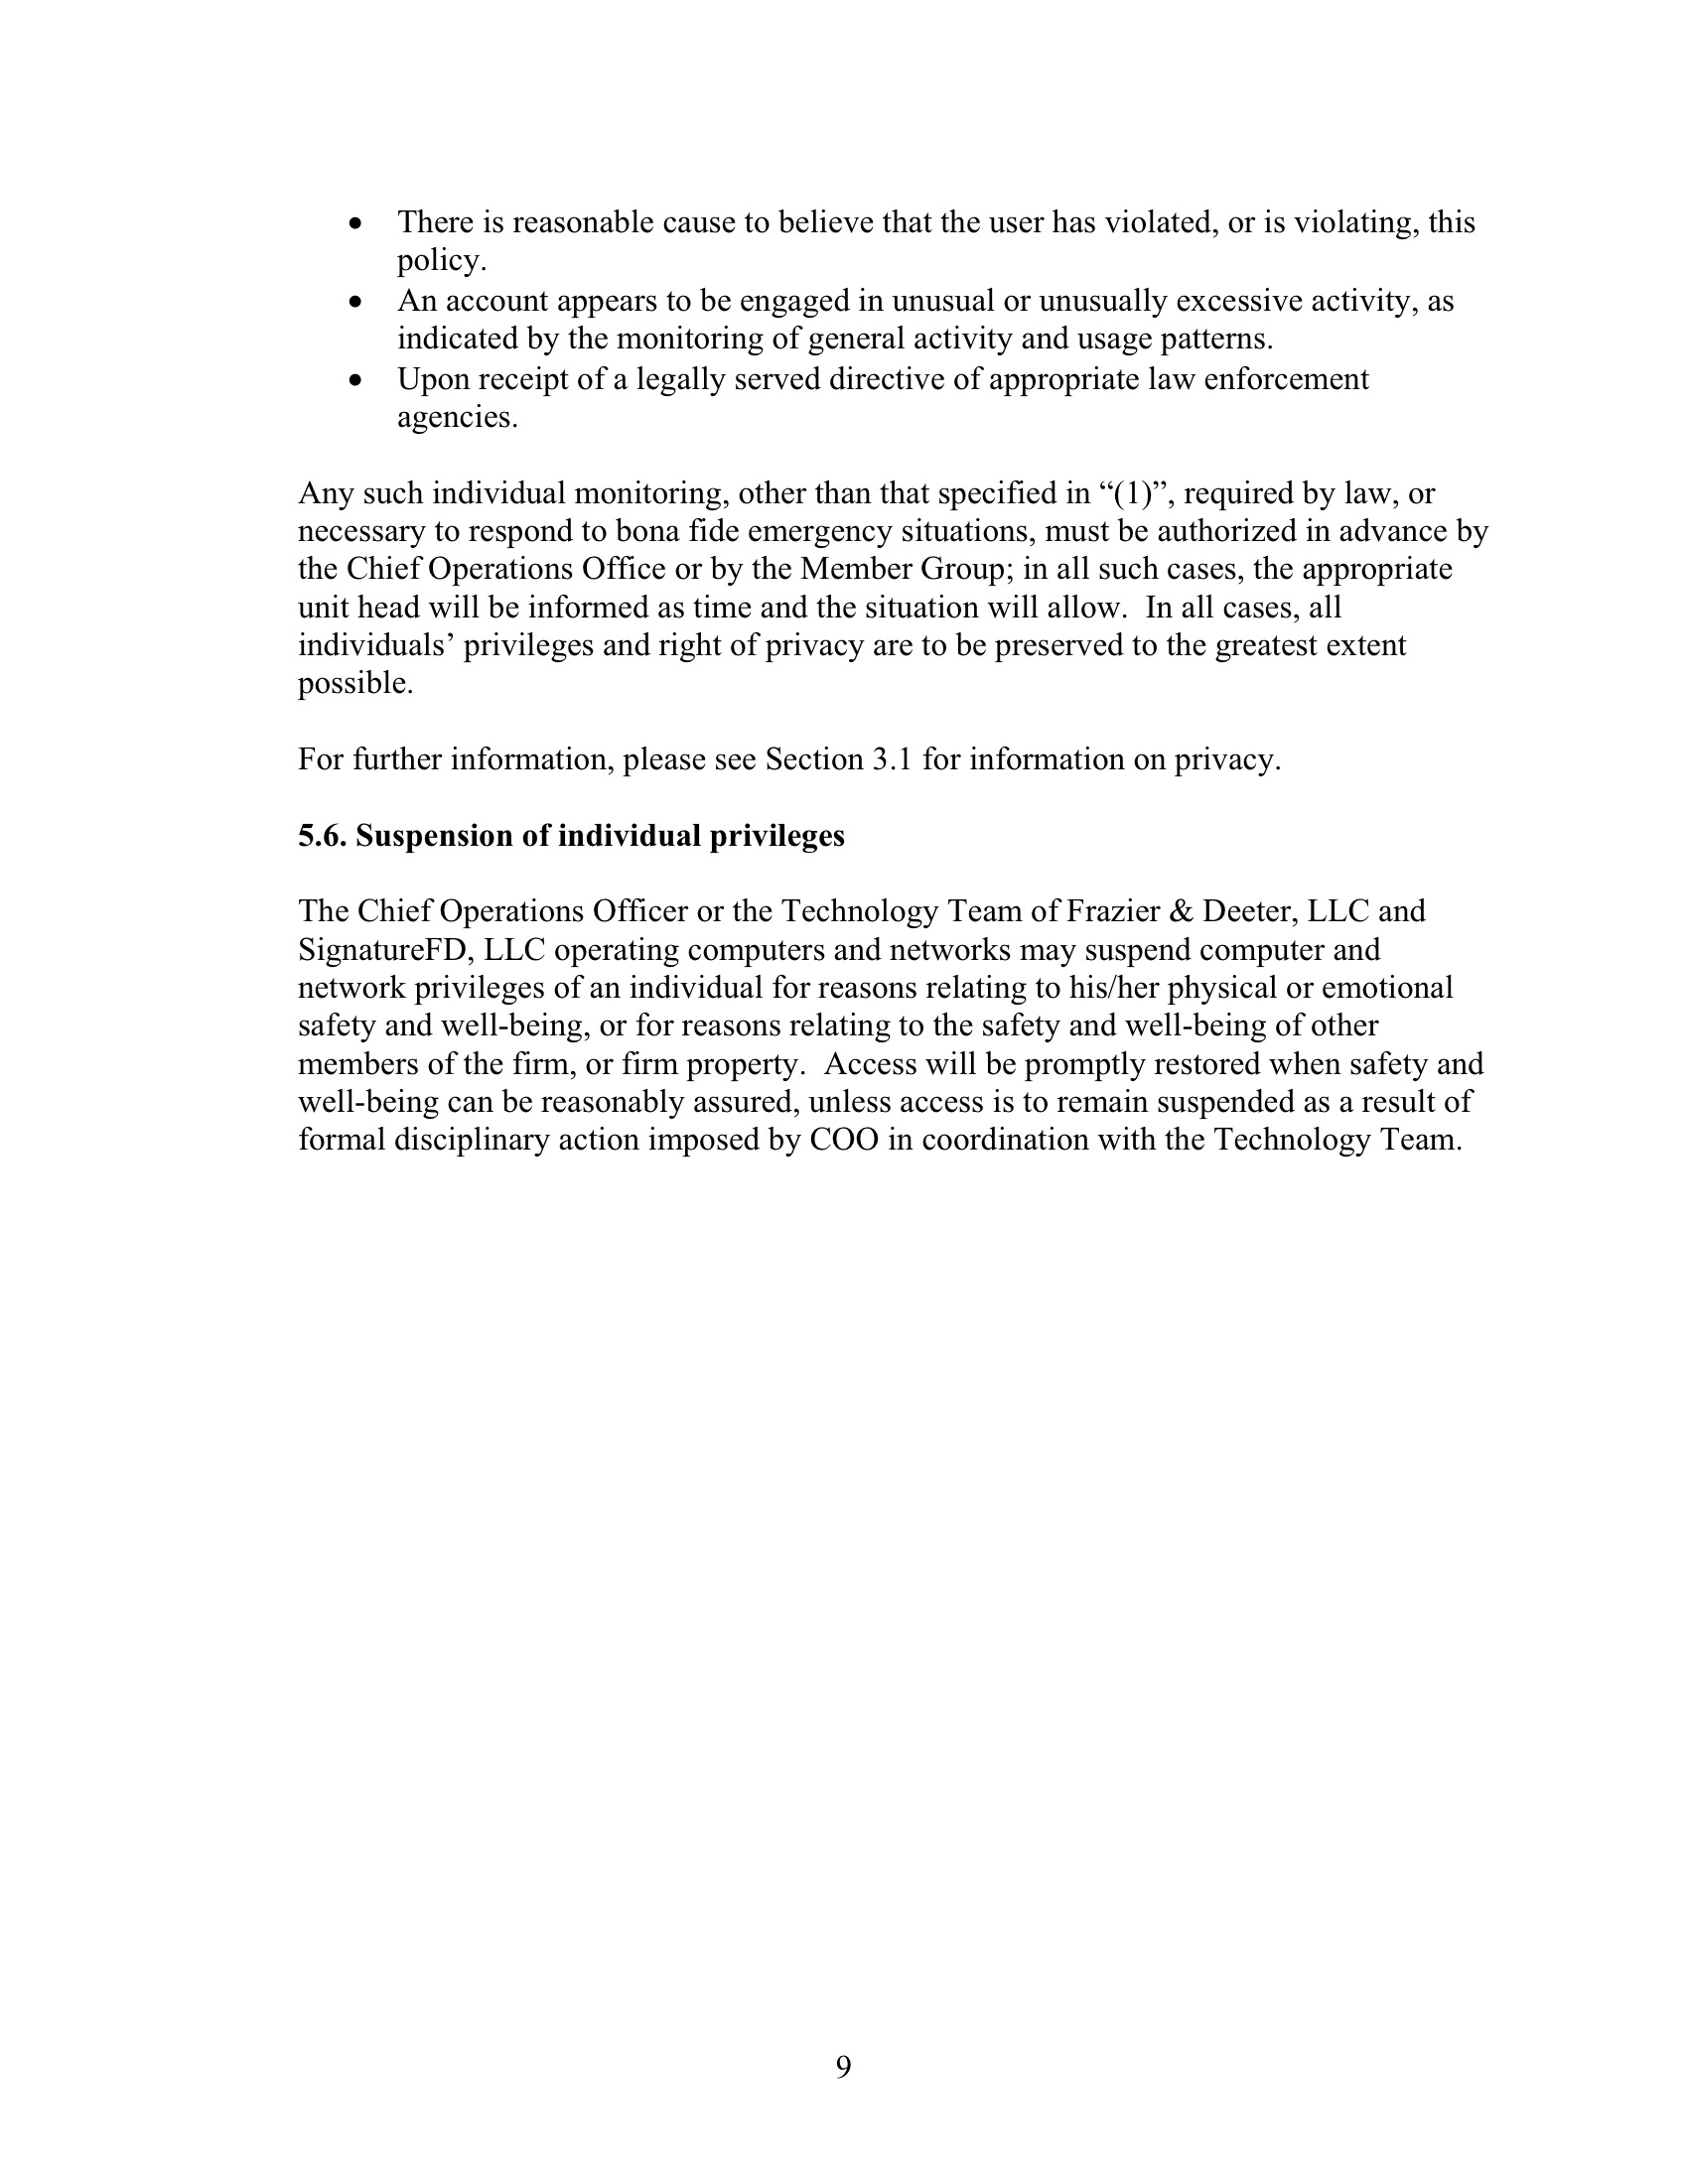 • There is reasonable cause to believe that the user has violated, or is violating, this
policy.
• An account appears to be engaged in unusual or unusually excessive activity, as
indicated by the monitoring of general activity and usage patterns.
• Upon receipt of a legally served directive of appropriate law enforcement
agencies.
Any such individual monitoring, other than that specified in “(1)”, required by law, or
necessary to respond to bona fide emergency situations, must be authorized in advance by
the Chief Operations Office or by the Member Group; in all such cases, the appropriate
unit head will be informed as time and the situation will allow.  In all cases, all
individuals’ privileges and right of privacy are to be preserved to the greatest extent
possible.
For further information, please see Section 3.1 for information on privacy.
5.6. Suspension of individual privileges
The Chief Operations Officer or the Technology Team of Frazier & Deeter, LLC and
SignatureFD, LLC operating computers and networks may suspend computer and
network privileges of an individual for reasons relating to his/her physical or emotional
safety and well-being, or for reasons relating to the safety and well-being of other
members of the firm, or firm property.  Access will be promptly restored when safety and
well-being can be reasonably assured, unless access is to remain suspended as a result of
formal disciplinary action imposed by COO in coordination with the Technology Team.
9